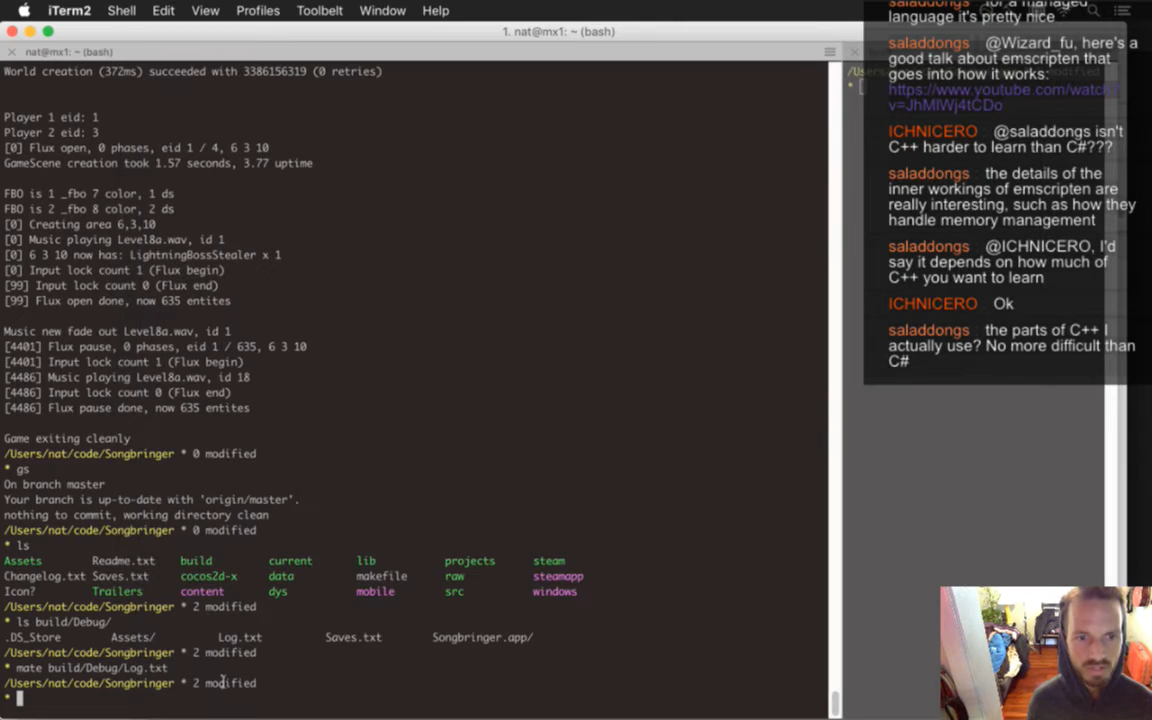 iTerm2 Shell Edit View Profiles Toolbelt Window Help
1. nat@mx1: ~ (bash)
nat@mx1: ~ (bash)
World creation (372ms) succeeded with 3386156319 (0 retries)
Player 1 eid: 1
Player 2 eid: 3
[0] Flux open, 0 phases, eid 1 / 4, 6 3 10
GameScene creation took 1.57 seconds, 3.77 uptime
FBO is 1 _fbo 7 color, 1 ds
FBO is 2 _fbo 8 color, 2 ds
[0] Creating area 6,3,10
[0] Music playing Level8a.wav, id 1
[0] 6 3 10 now has: LightningBossStealer x 1
[0] Input lock count 1 (Flux begin)
[99] Input lock count 0 (Flux end)
[99] Flux open done, now 635 entites
Music new fade out Level8a.wav, id 1
[4401] Flux pause, 0 phases, eid 1 / 635, 6 3 10
[4401] Input lock count 1 (Flux begin)
[4486] Music playing Level8a.wav, id 18
[4486] Input lock count 0 (Flux end)
[4486] Flux pause done, now 635 entites
Game exiting cleanly
/Users/nat/code/Songbringer * 0 modified
* gs
On branch master
Your branch is up-to-date with 'origin/master'.
nothing to commit, working directory clean
/Users/nat/code/Songbringer * 0 modified
* ls
Assets Readme.txt build current lib projects steam
Changelog.txt Saves.txt cocos2d-x data makefile raw steamapp
Icon? Trailers content dys mobile src windows
/Users/nat/code/Songbringer * 2 modified
* ls build/Debug/
.DS_Store Assets/ Log.txt Saves.txt Songbringer.app/
/Users/nat/code/Songbringer * 2 modified
* mate build/Debug/Log.txt
/Users/nat/code/Songbringer * 2 modified
*
saladdongs for a managed
language it's pretty nice
saladdongs @Wizard_fu, here's a
good talk about emscripten that
goes into how it works:
https://www.youtube.com/watch?
v=JhMlWj4tCDo
ICHNICERO @saladdongs isn't
C++ harder to learn than C#???
saladdongs the details of the
inner workings of emscripten are
really interesting, such as how they
handle memory management
saladdongs @ICHNICERO, I'd
say it depends on how much of
C++ you want to learn
ICHNICERO Ok
saladdongs the parts of C++ I
actually use? No more difficult than
C#